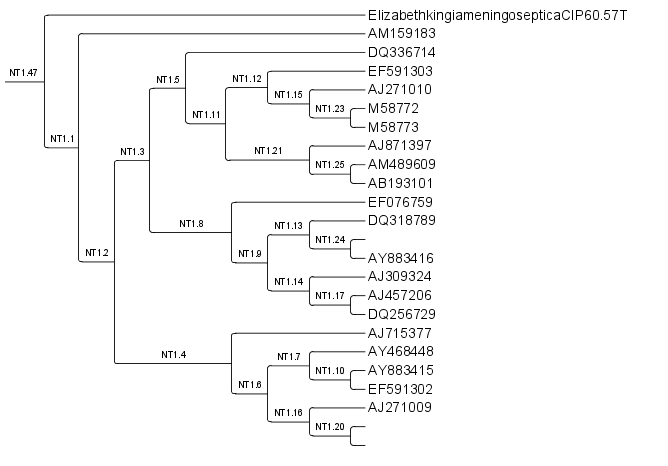 ElizabethkingiameningosepticaCIP60.57T
AM159183
DQ336714
NT1.12
EF591303
NT1.47
NT1.5
NT1.15
AJ271010
NT1.23
M58772
NT1.11
M58773
NT1.1
AJ871397
NT1.3
NT1.21
NT1.25
AM489609
AB193101
EF076759
NT1.8
NT1.13
DQ318789
NT1.24
NT1.2
NT1.9
AY883416
NT1.14
AJ309324
NT1.17
AJ457206
DQ256729
AJ715377
NT1.4
NT1.7
AY468448
NT1.10
AY883415
NT1.6
EF591302
NT1.16
AJ271009
NT1.20